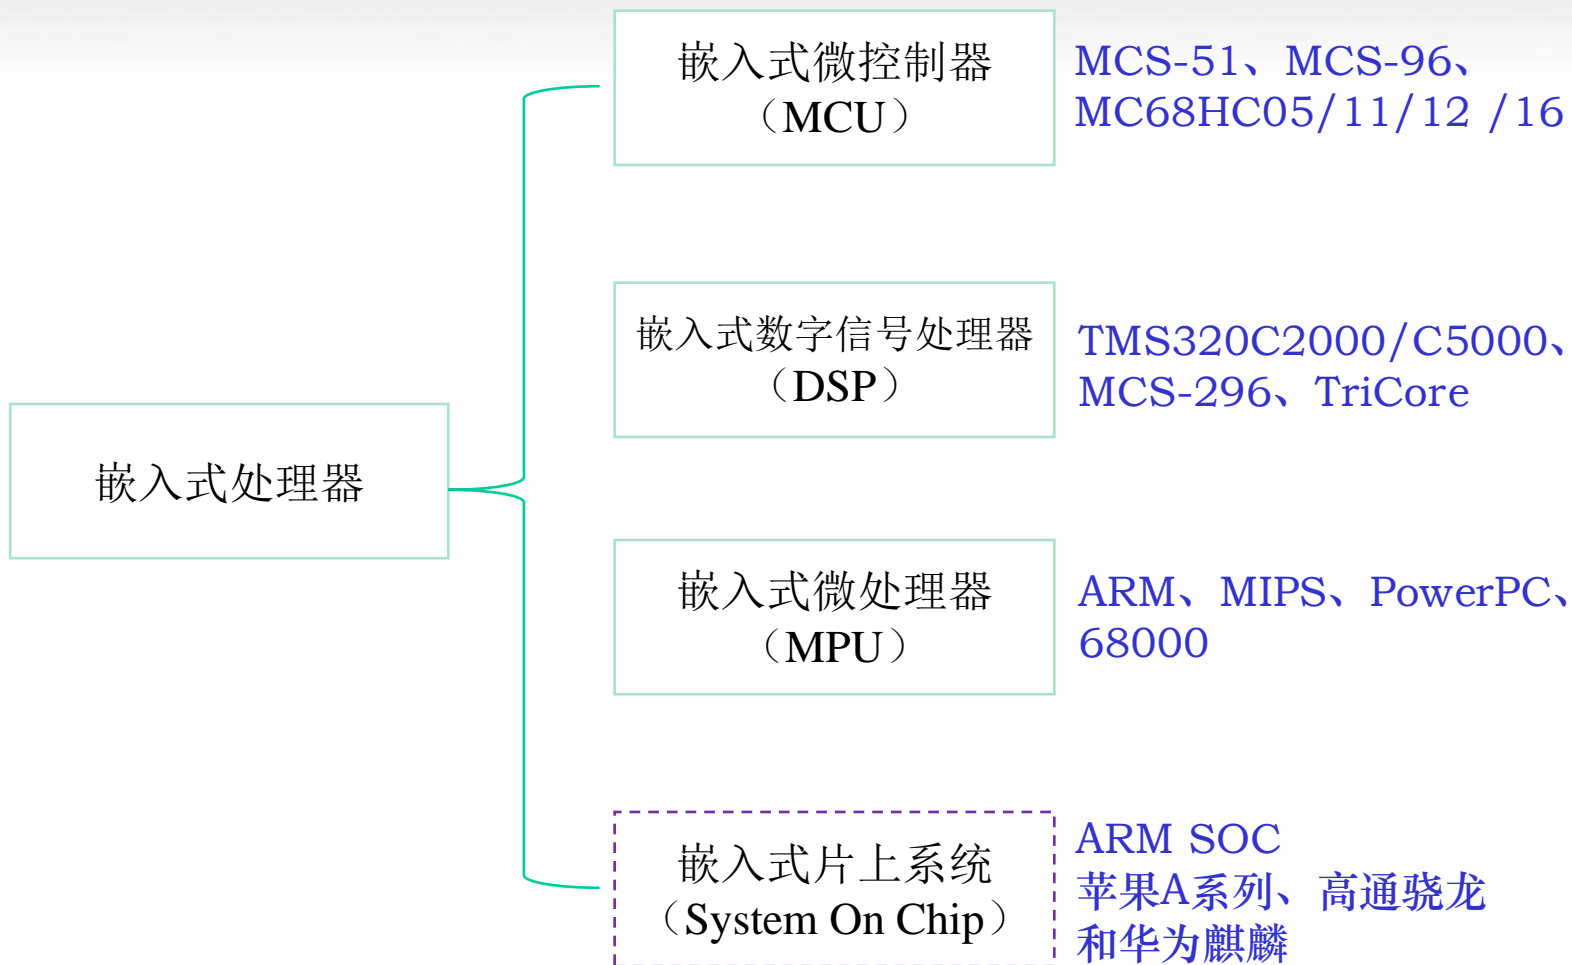 嵌入式微控制器
（MCU）
MCS-51、MCS-96、
MC68HC05/11/12 /16
嵌入式数字信号处理器
（DSP）
TMS320C2000/C5000、
MCS-296、TriCore
嵌入式处理器
嵌入式微处理器
（MPU）
ARM、MIPS、PowerPC、
68000
嵌入式片上系统
（System On Chip）
ARM SOC
苹果A系列、高通骁龙
和华为麒麟